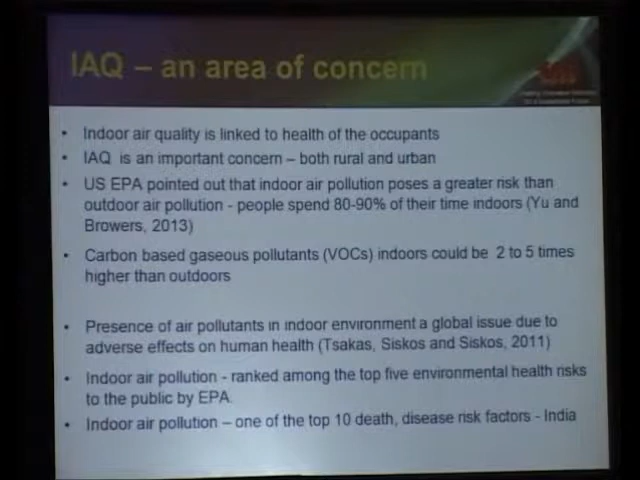 IAQ – an area of concern
• Indoor air quality is linked to health of the occupants
• IAQ is an important concern – both rural and urban
• US EPA pointed out that indoor air pollution poses a greater risk than
outdoor air pollution - people spend 80-90% of their time indoors (Yu and
Browers, 2013)
• Carbon based gaseous pollutants (VOCs) indoors could be 2 to 5 times
higher than outdoors
• Presence of air pollutants in indoor environment a global issue due to
adverse effects on human health (Tsakas, Siskos and Siskos, 2011)
• Indoor air pollution - ranked among the top five environmental health risks
to the public by EPA.
• Indoor air pollution – one of the top 10 death, disease risk factors - India